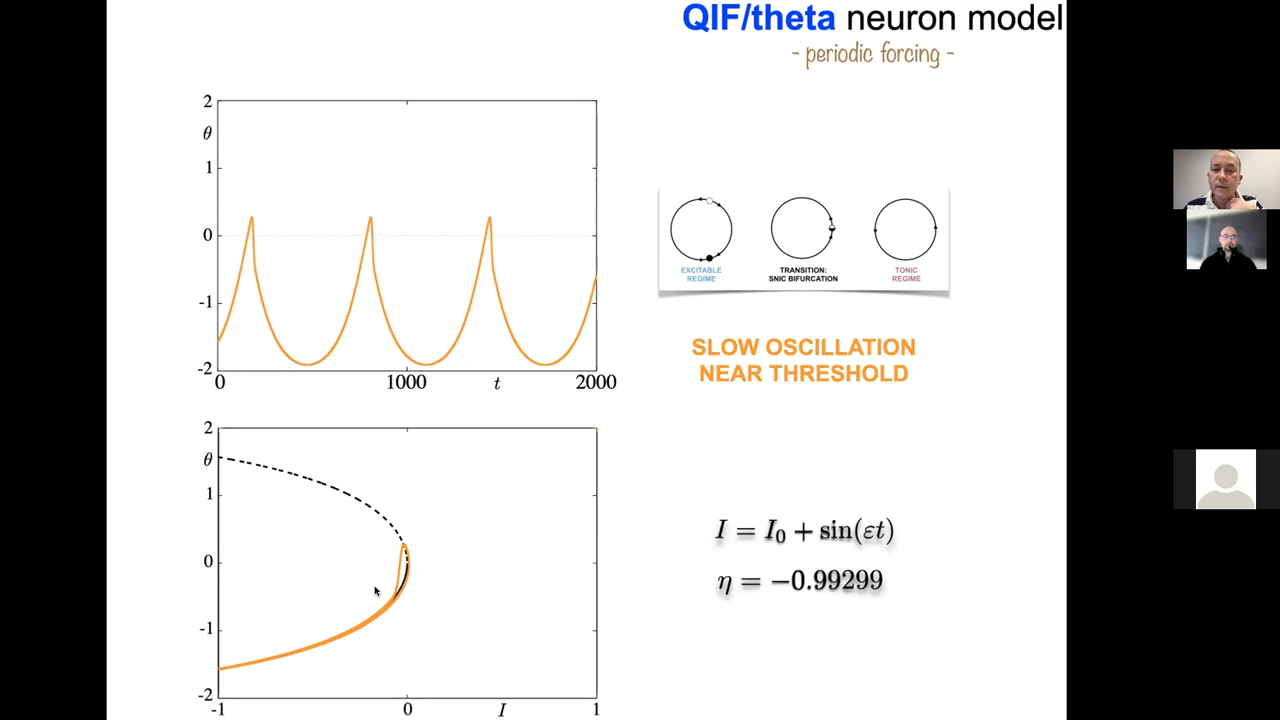 QIF/theta neuron model
- periodic forcing -
2
θ
1
0
-1
-2
0
1000
t
2000
EXCITABLE
REGIME
TRANSITION:
SNIC BIFURCATION
TONIC
REGIME
SLOW OSCILLATION
NEAR THRESHOLD
2
θ
1
0
-1
-2
-1
0
I
1
I = I₀ + sin(εt)
η = −0.99299